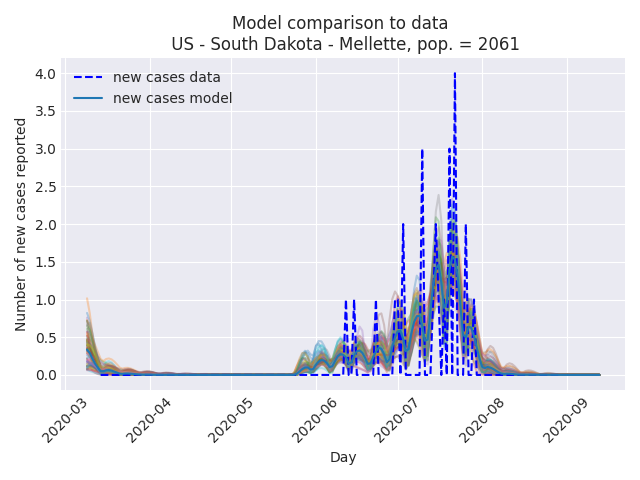 Model comparison to data
US - South Dakota - Mellette, pop. = 2061
new cases data
new cases model
Number of new cases reported
4.0
3.5
3.0
2.5
2.0
1.5
1.0
0.5
0.0
2020-03
2020-04
2020-05
2020-06
2020-07
2020-08
2020-09
Day